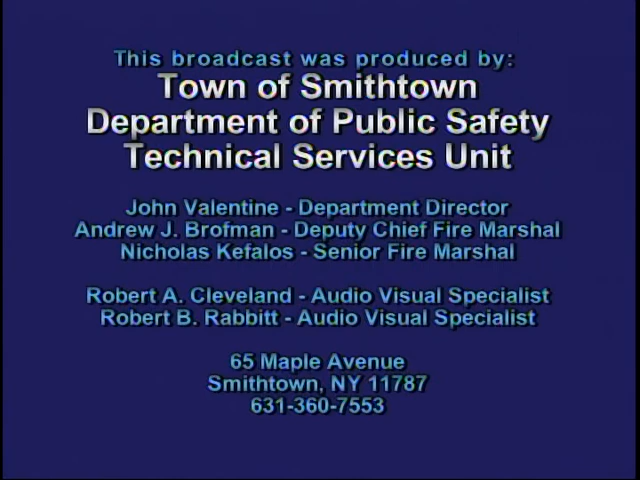 This broadcast was produced by:
Town of Smithtown
Department of Public Safety
Technical Services Unit
John Valentine - Department Director
Andrew J. Brofman - Deputy Chief Fire Marshal
Nicholas Kefalos - Senior Fire Marshal
Robert A. Cleveland - Audio Visual Specialist
Robert B. Rabbitt - Audio Visual Specialist
65 Maple Avenue
Smithtown, NY 11787
631-360-7553